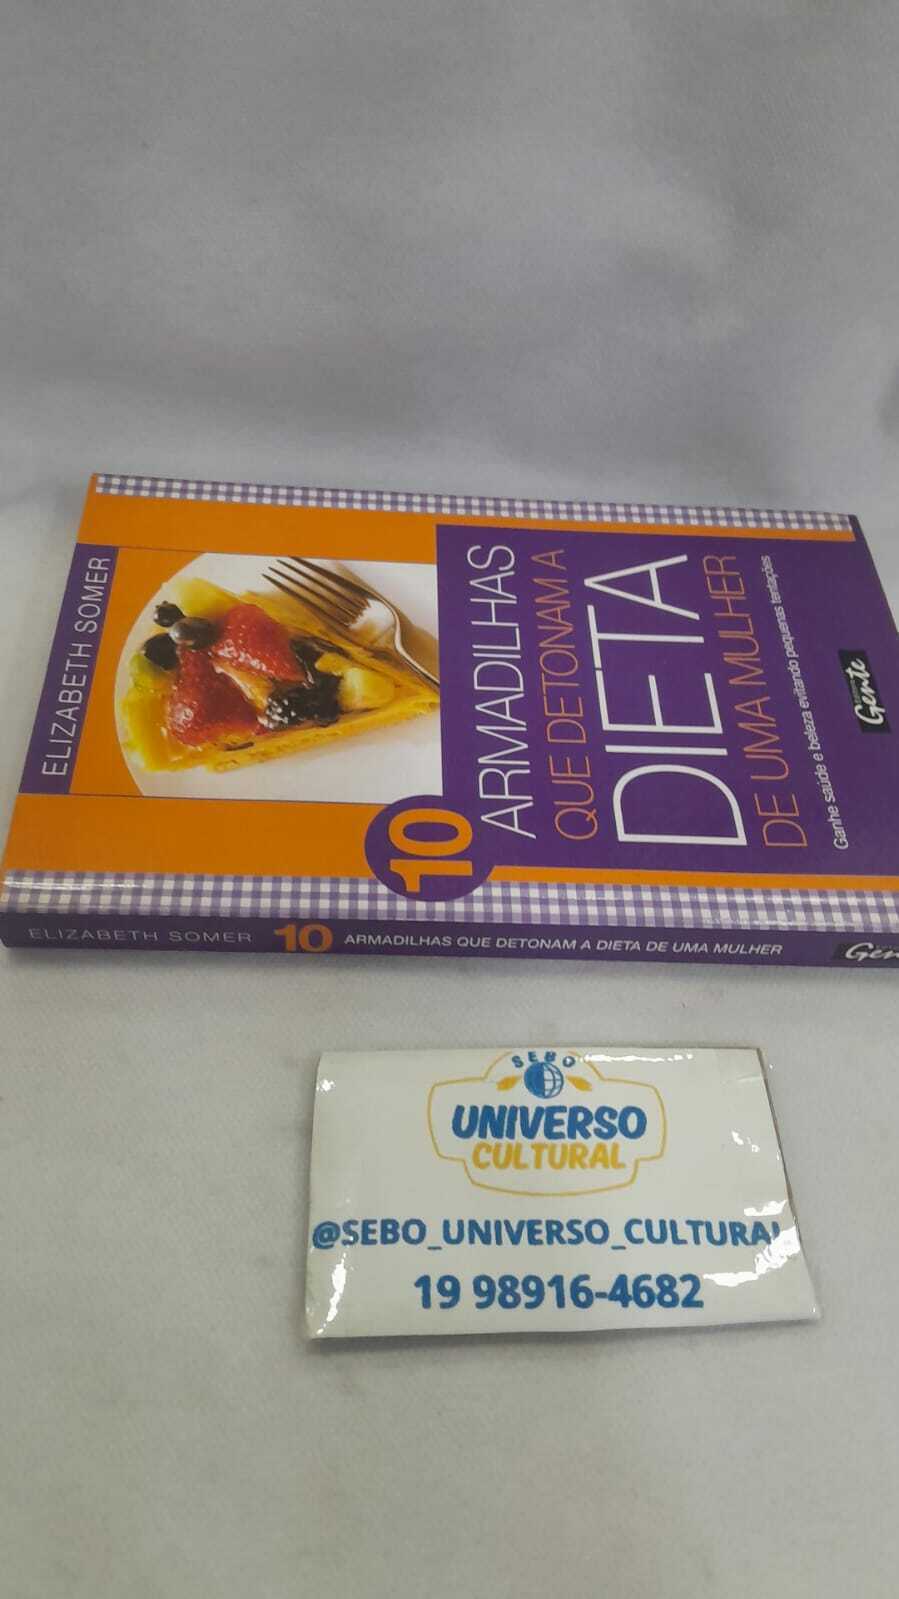 ELIZABETH SOMER
10
ARMADILHAS
QUE DETONAM A
DIETA
DE UMA MULHER
Ganhe saúde e beleza evitando pequenas tentações
Gente
ELIZABETH SOMER 10 ARMADILHAS QUE DETONAM A DIETA DE UMA MULHER Gen
SEBO
UNIVERSO
CULTURAL
@SEBO_UNIVERSO_CULTURAL
19 98916-4682